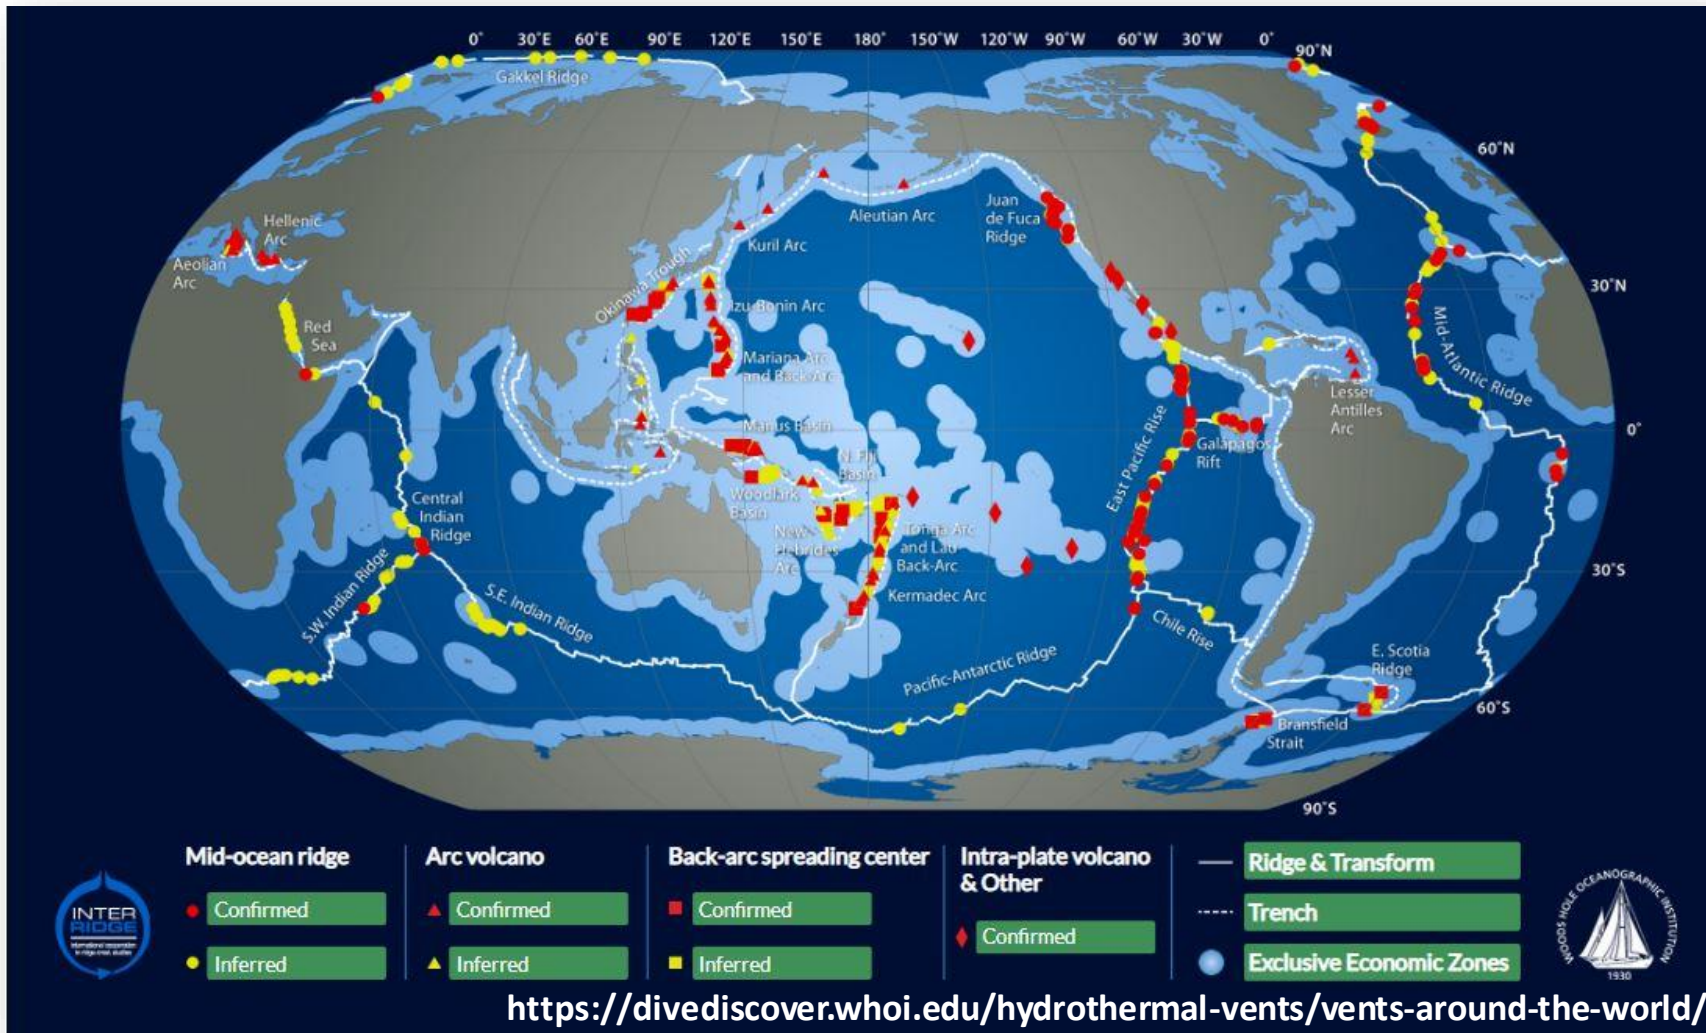 0° 30°E 60°E 90°E 120°E 150°E 180° 150°W 120°W 90°W 60°W 30°W 0°
90°N
Gakkel Ridge
60°N
Hellenic
Arc
Aeolian
Arc
Aleutian Arc
Juan
de Fuca
Ridge
Kuril Arc
Okinawa Trough
30°N
Izu-Bonin Arc
Red
Sea
Mid-Atlantic Ridge
Mariana Arc
and Back-Arc
Lesser
Antilles
Arc
Manus Basin
0°
East Pacific Rise
Galapagos
Rift
N. Fiji
Basin
Woodlark
Basin
Central
Indian
Ridge
New
Hebrides
Arc
Tonga Arc
and Lau
Back-Arc
30°S
S.W. Indian Ridge
S.E. Indian Ridge
Kermadec Arc
Chile Rise
Pacific-Antarctic Ridge
E. Scotia
Ridge
60°S
Bransfield
Strait
90°S
Mid-ocean ridge
Confirmed
Inferred
Arc volcano
Confirmed
Inferred
Back-arc spreading center
Confirmed
Inferred
Intra-plate volcano
& Other
Confirmed
Ridge & Transform
Trench
Exclusive Economic Zones
INTER
RIDGE
WOODS HOLE OCEANOGRAPHIC INSTITUTION
1930
https://divediscover.whoi.edu/hydrothermal-vents/vents-around-the-world/